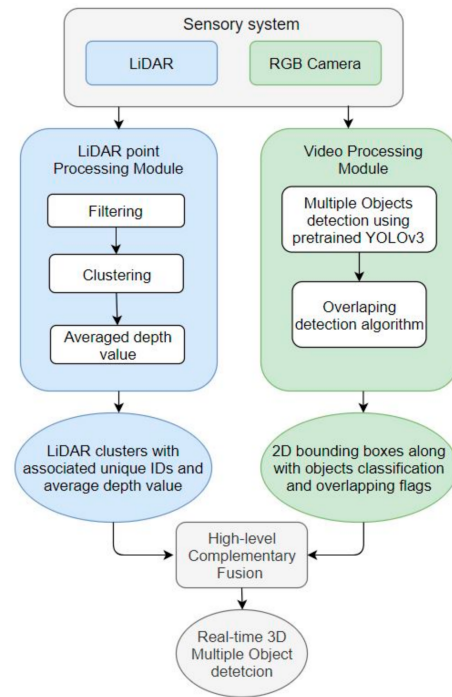 Sensory system
LiDAR
RGB Camera
LiDAR point
Processing Module
Filtering
Clustering
Averaged depth
value
Video Processing
Module
Multiple Objects
detection using
pretrained YOLOv3
Overlaping
detection algorithm
LiDAR clusters with
associated unique IDs and
average depth value
2D bounding boxes along
with objects classification
and overlapping flags
High-level
Complementary
Fusion
Real-time 3D
Multiple Object
detetcion